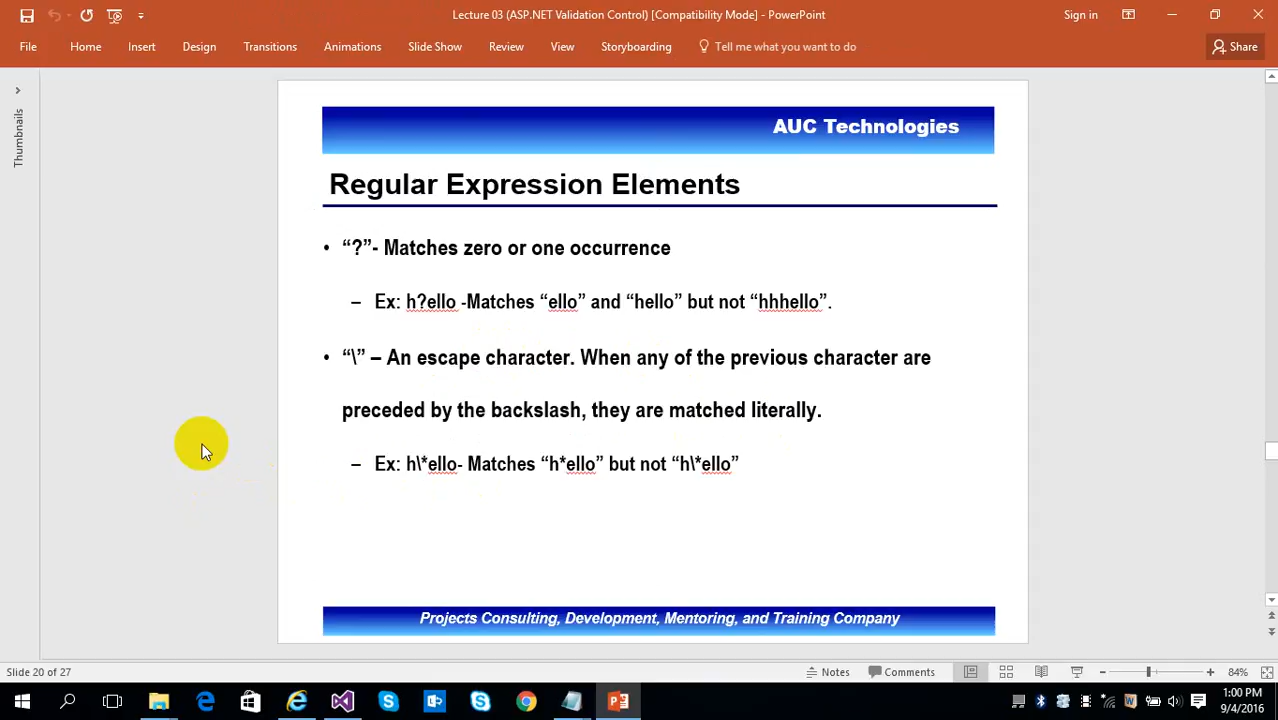 Lecture 03 (ASP.NET Validation Control) [Compatibility Mode] - PowerPoint
Sign in
File
Home
Insert
Design
Transitions
Animations
Slide Show
Review
View
Storyboarding
Tell me what you want to do
Share
Thumbnails
AUC Technologies
Regular Expression Elements
• “?”- Matches zero or one occurrence
– Ex: h?ello -Matches “ello” and “hello” but not “hhhello”.
• “\” – An escape character. When any of the previous character are
preceded by the backslash, they are matched literally.
– Ex: h\*ello- Matches “h*ello” but not “h\*ello”
Projects Consulting, Development, Mentoring, and Training Company
Slide 20 of 27
Notes
Comments
84%
1:00 PM
9/4/2016